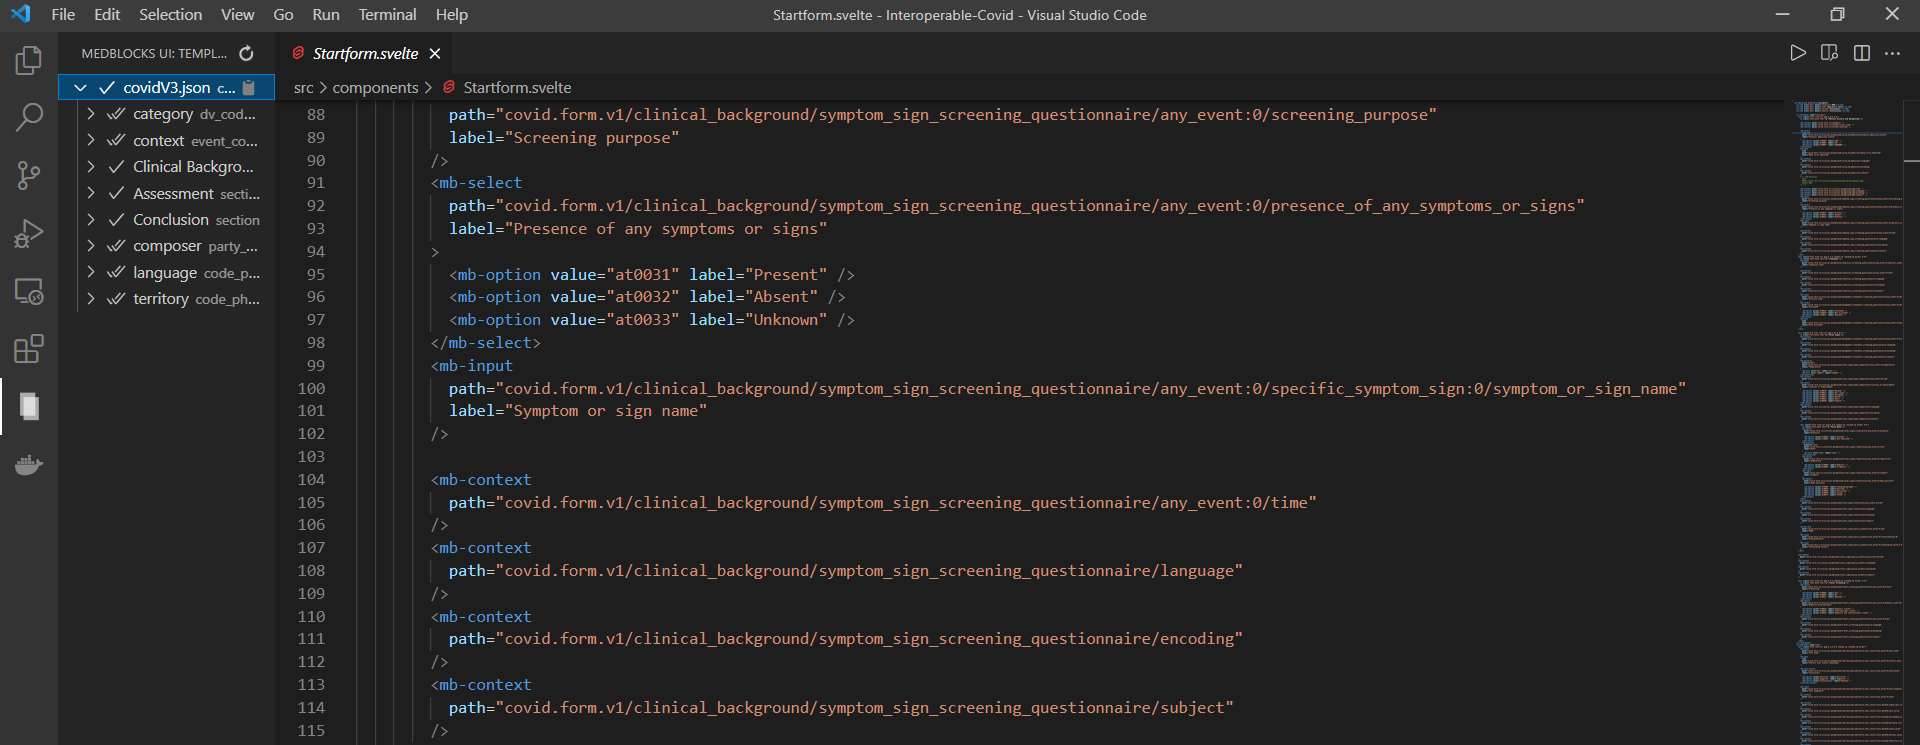 File Edit Selection View Go Run Terminal Help
Startform.svelte - Interoperable-Covid - Visual Studio Code
MEDBLOCKS UI: TEMPL...
covidV3.json c...
category dv_cod...
context event_co...
Clinical Backgro...
Assessment secti...
Conclusion section
composer party_...
language code_p...
territory code_ph...
Startform.svelte
src > components > Startform.svelte
88 path="covid.form.v1/clinical_background/symptom_sign_screening_questionnaire/any_event:0/screening_purpose"
89 label="Screening purpose"
90 />
91 <mb-select
92 path="covid.form.v1/clinical_background/symptom_sign_screening_questionnaire/any_event:0/presence_of_any_symptoms_or_signs"
93 label="Presence of any symptoms or signs"
94 >
95 <mb-option value="at0031" label="Present" />
96 <mb-option value="at0032" label="Absent" />
97 <mb-option value="at0033" label="Unknown" />
98 </mb-select>
99 <mb-input
100 path="covid.form.v1/clinical_background/symptom_sign_screening_questionnaire/any_event:0/specific_symptom_sign:0/symptom_or_sign_name"
101 label="Symptom or sign name"
102 />
103
104 <mb-context
105 path="covid.form.v1/clinical_background/symptom_sign_screening_questionnaire/any_event:0/time"
106 />
107 <mb-context
108 path="covid.form.v1/clinical_background/symptom_sign_screening_questionnaire/language"
109 />
110 <mb-context
111 path="covid.form.v1/clinical_background/symptom_sign_screening_questionnaire/encoding"
112 />
113 <mb-context
114 path="covid.form.v1/clinical_background/symptom_sign_screening_questionnaire/subject"
115 />